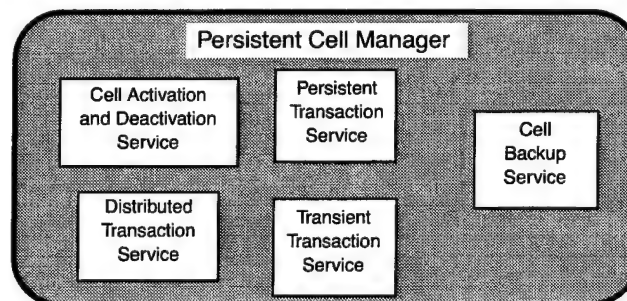 Persistent Cell Manager
Cell Activation
and Deactivation
Service
Persistent
Transaction
Service
Cell
Backup
Service
Distributed
Transaction
Service
Transient
Transaction
Service